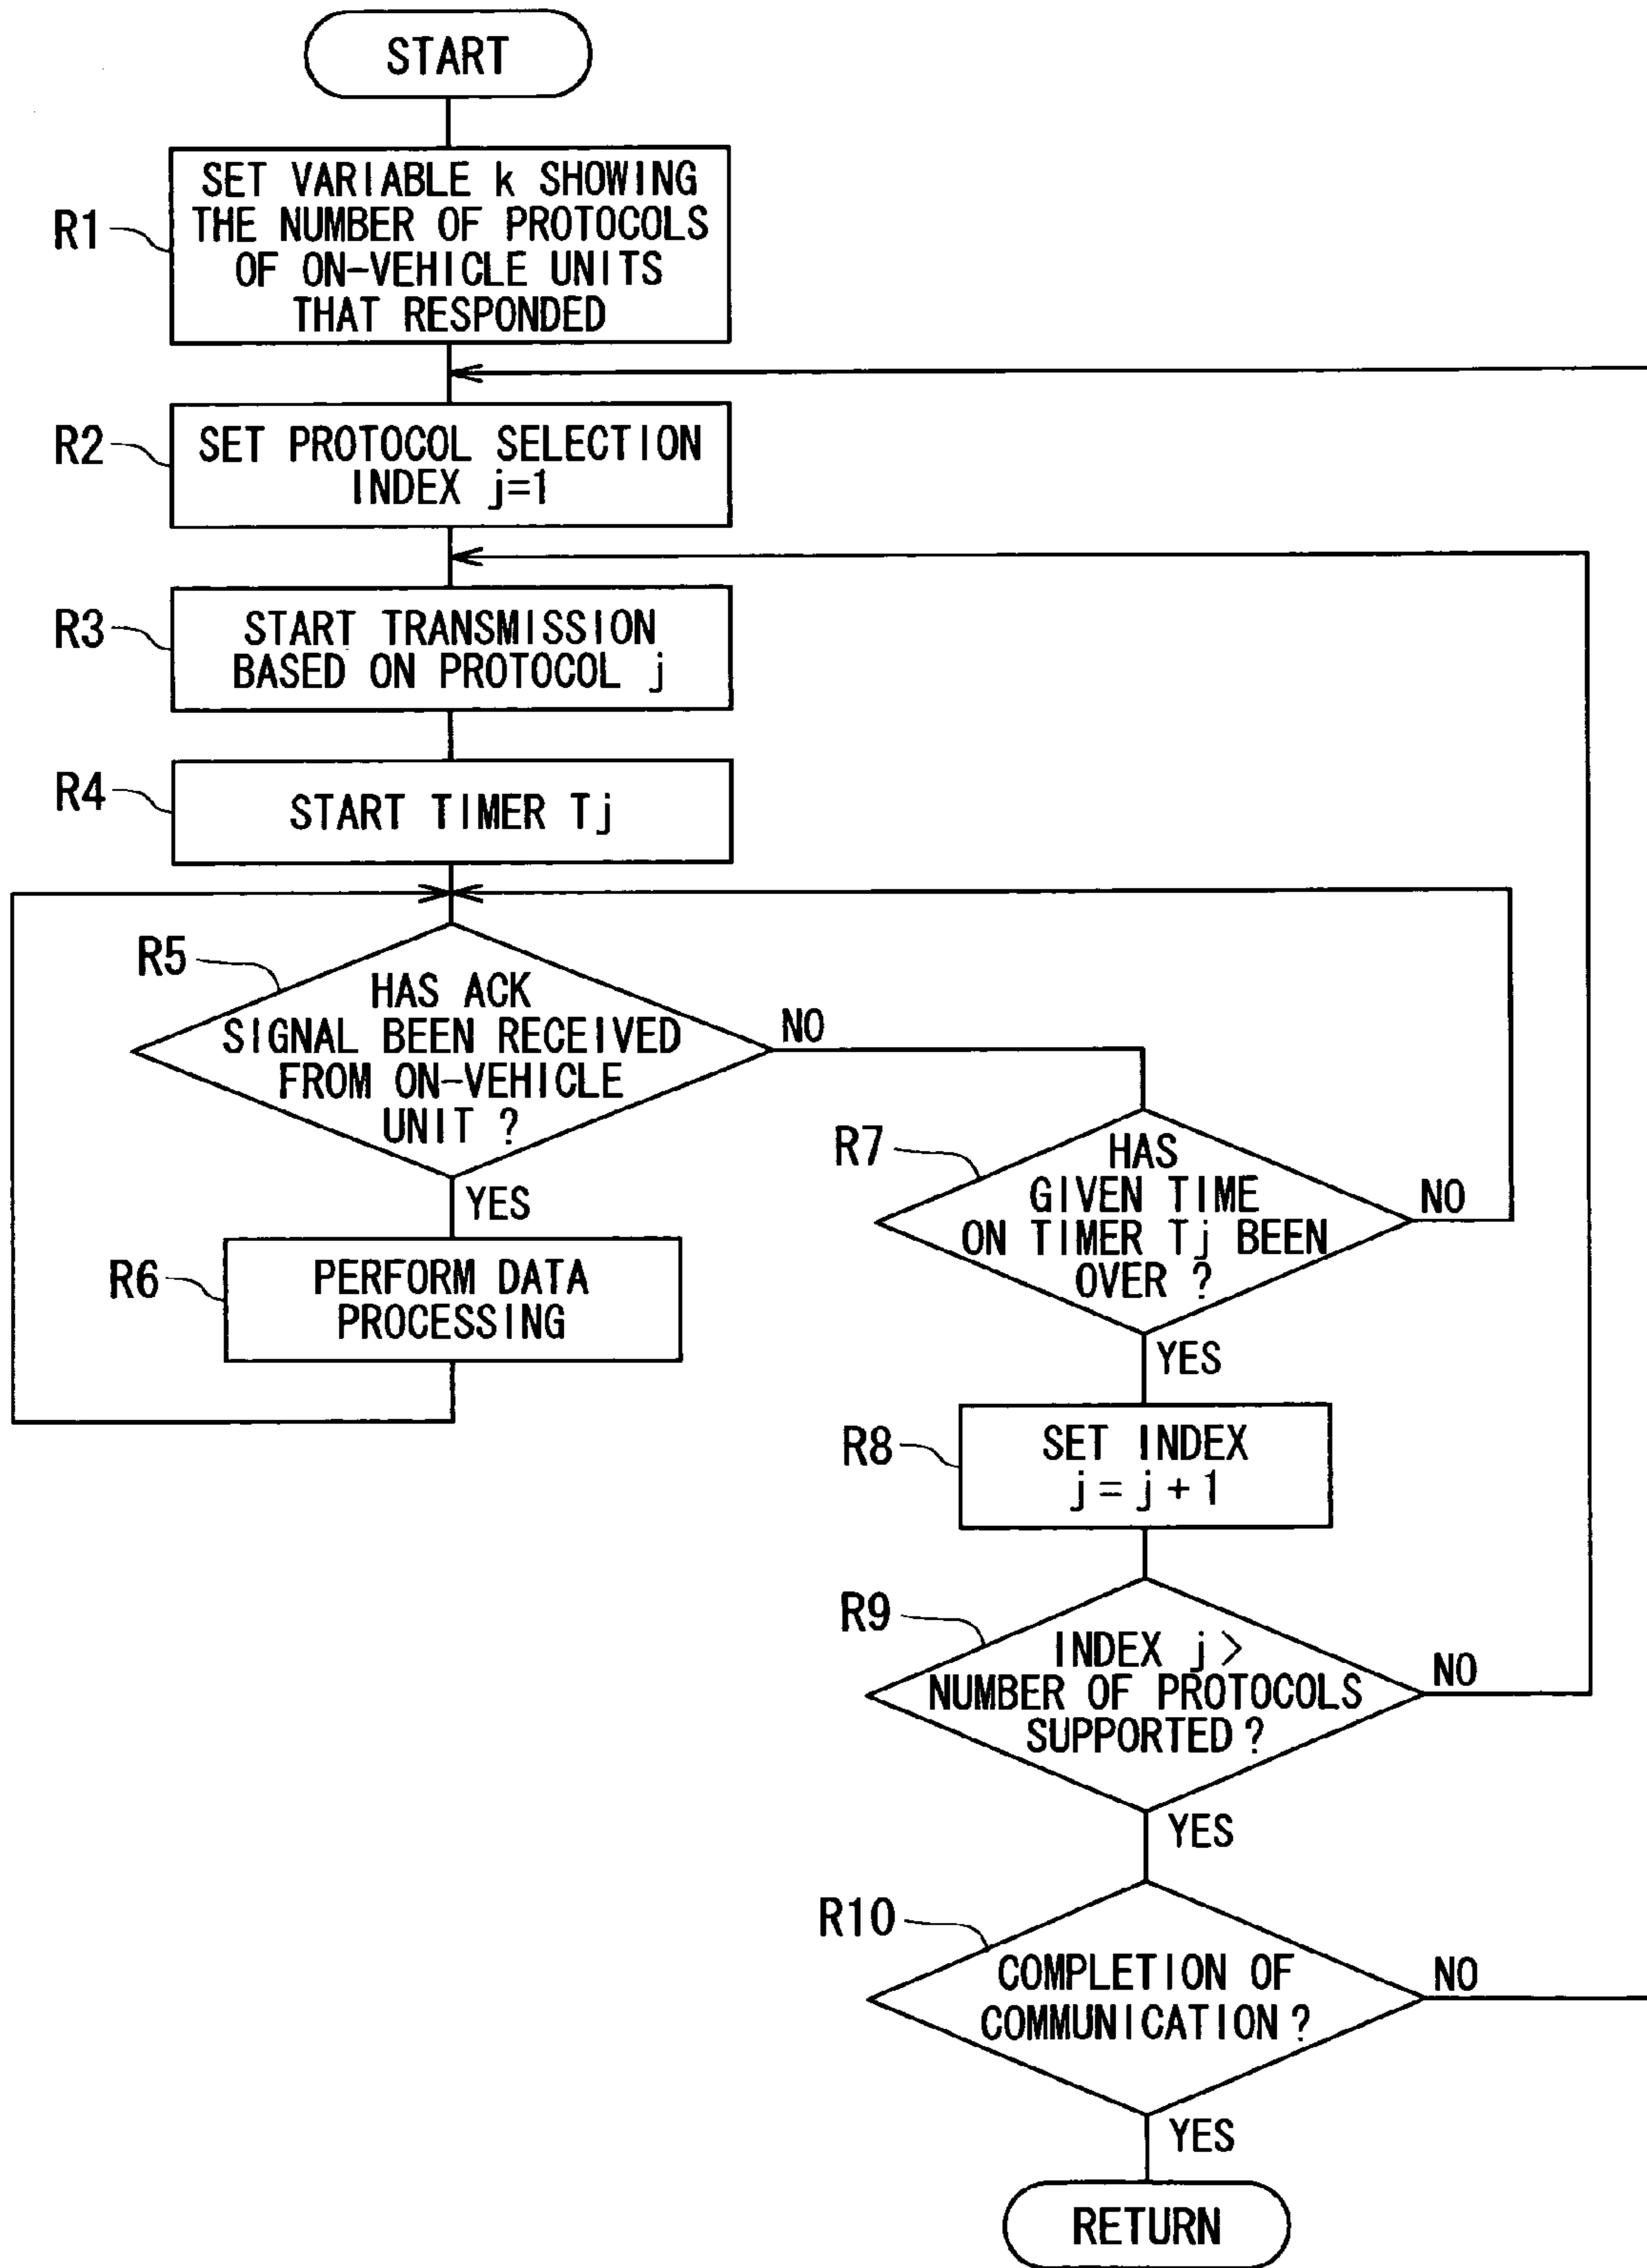 START
R1
SET VARIABLE k SHOWING
THE NUMBER OF PROTOCOLS
OF ON-VEHICLE UNITS
THAT RESPONDED
R2
SET PROTOCOL SELECTION
INDEX j=1
R3
START TRANSMISSION
BASED ON PROTOCOL j
R4
START TIMER Tj
R5
HAS ACK
SIGNAL BEEN RECEIVED
FROM ON-VEHICLE
UNIT ?
NO
YES
R6
PERFORM DATA
PROCESSING
R7
HAS
GIVEN TIME
ON TIMER Tj BEEN
OVER ?
NO
YES
R8
SET INDEX
j = j + 1
R9
INDEX j >
NUMBER OF PROTOCOLS
SUPPORTED ?
NO
YES
R10
COMPLETION OF
COMMUNICATION ?
NO
YES
RETURN